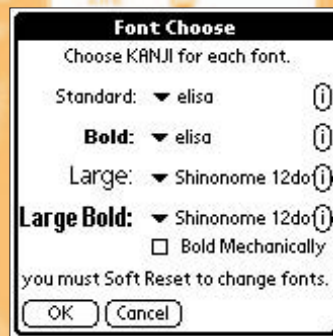 Font Choose
Choose KANJI for each font.
Standard: elisa
Bold: elisa
Large: Shinonome 12do
Large Bold: Shinonome 12do
Bold Mechanically
you must Soft Reset to change fonts.
OK Cancel